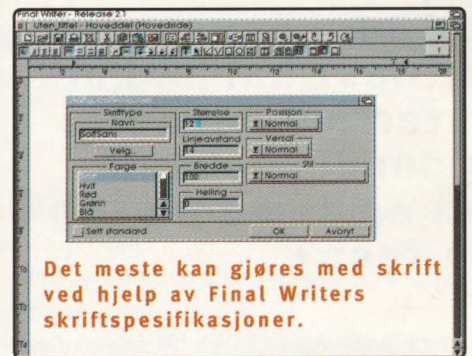 Final Writer - Release 2.1
Uten_tittel - Hoveddel (Hovedside)
Skrifttype
Størrelse
Posisjon
Navn
SoftSans
12
Normal
Linjeavstand
Versal
Velg...
14
Normal
Farge
Bredde
Stil
100
Normal
Hvit
Rød
Helling
Grønn
0
Blå
Sett standard
OK
Avbryt
Det meste kan gjøres med skrift
ved hjelp av Final Writers
skriftspesifikasjoner.